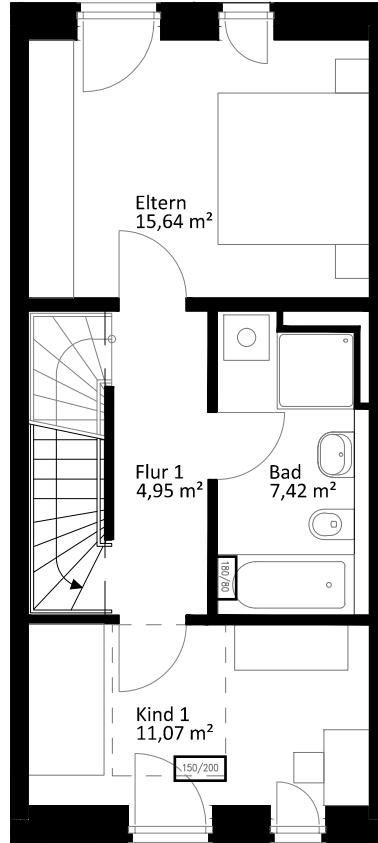 Eltern
15,64 m²
Flur 1
4,95 m²
Bad
7,42 m²
180/80
Kind 1
11,07 m²
150/200